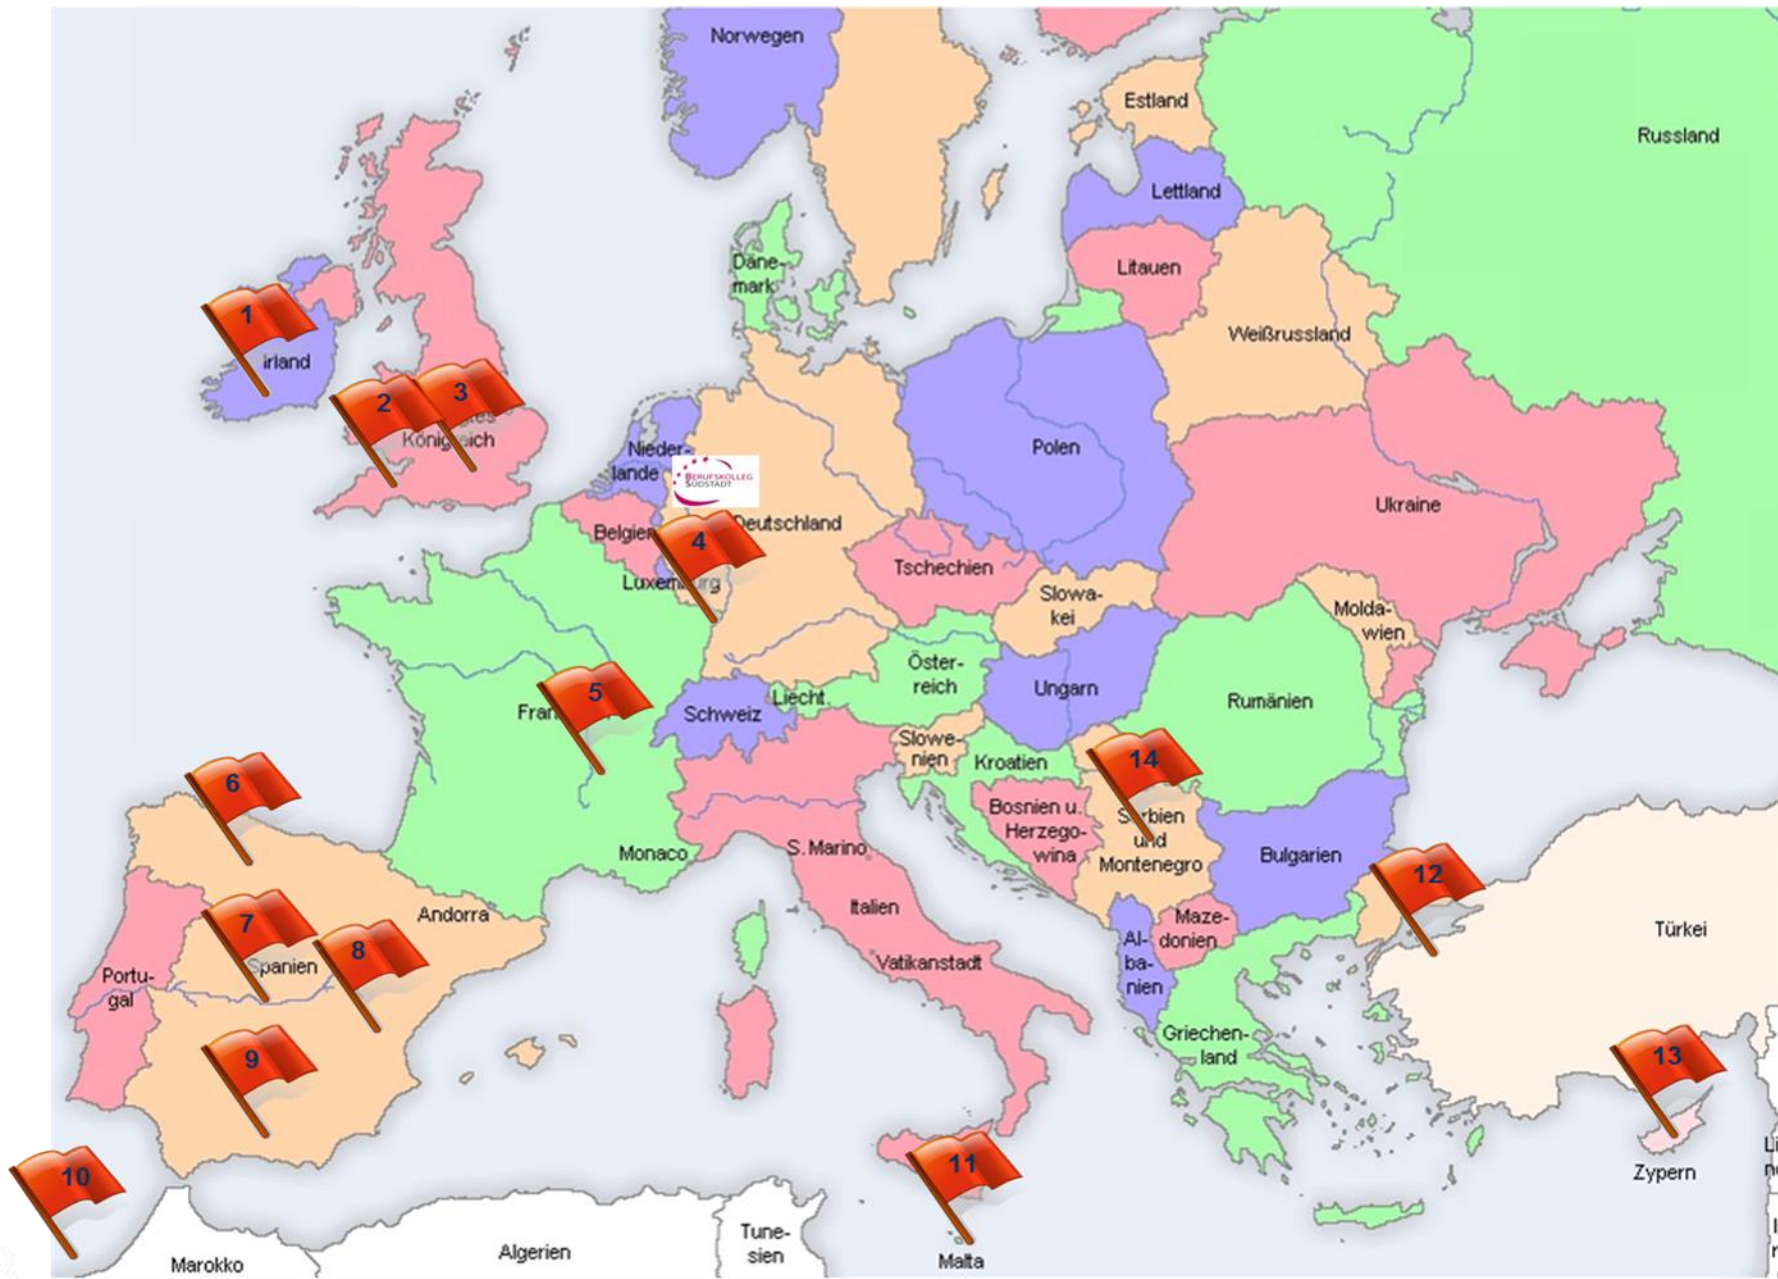 Norwegen
Estland
Russland
Lettland
Däne-
mark
Litauen
Weißrussland
1
Irland
2
3
Königreich
Nieder-
lande
BERUFSKOLLEG
SÜDSTADT
Polen
Ukraine
Belgien
4
Deutschland
Tschechien
Luxemburg
Slowa-
kei
Molda-
wien
Öster-
reich
Ungarn
Rumänien
Liecht.
Schweiz
5
Fran
Slowe-
nien
Kroatien
14
6
Bosnien u.
Herzego-
wina
Serbien
und
Montenegro
Monaco
S. Marino
Bulgarien
12
Andorra
Italien
7
8
Spanien
Portu-
gal
Vatikanstadt
Al-
ba-
nien
Maze-
donien
Türkei
Griechen-
land
9
13
10
11
Zypern
Marokko
Algerien
Tune-
sien
Malta